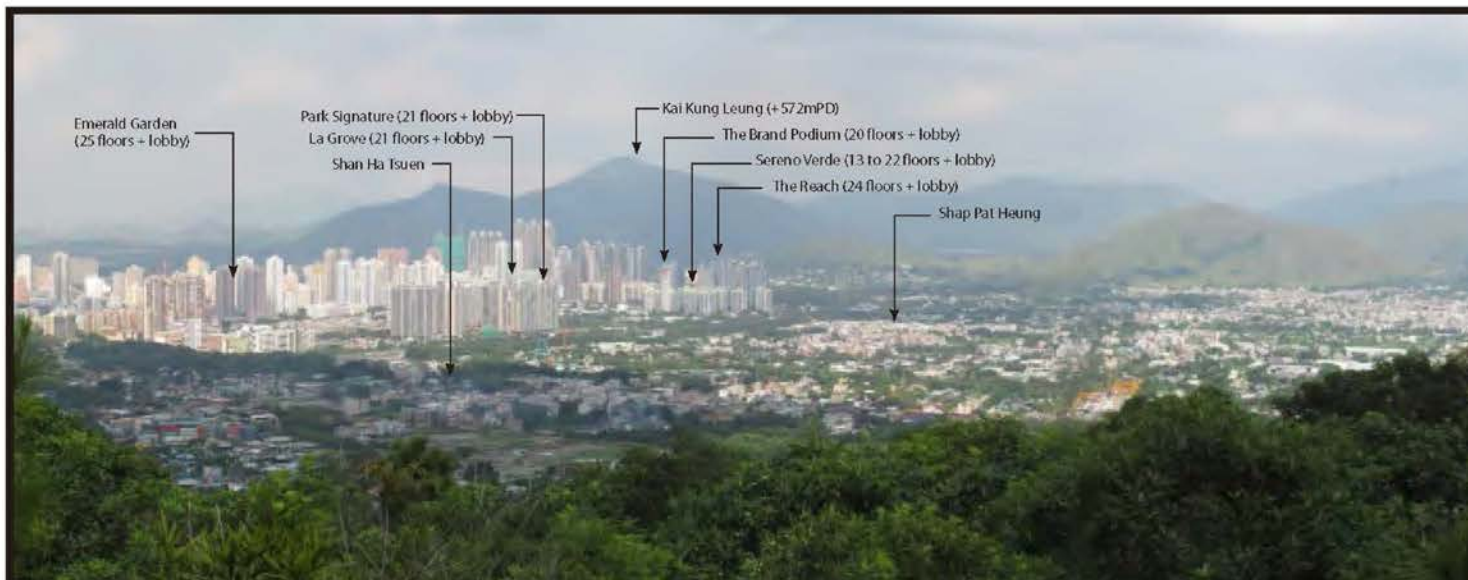 Emerald Garden
(25 floors + lobby)
Park Signature (21 floors + lobby)
La Grove (21 floors + lobby)
Shan Ha Tsuen
Kai Kung Leung (+572mPD)
The Brand Podium (20 floors + lobby)
Sereno Verde (13 to 22 floors + lobby)
The Reach (24 floors + lobby)
Shap Pat Heung